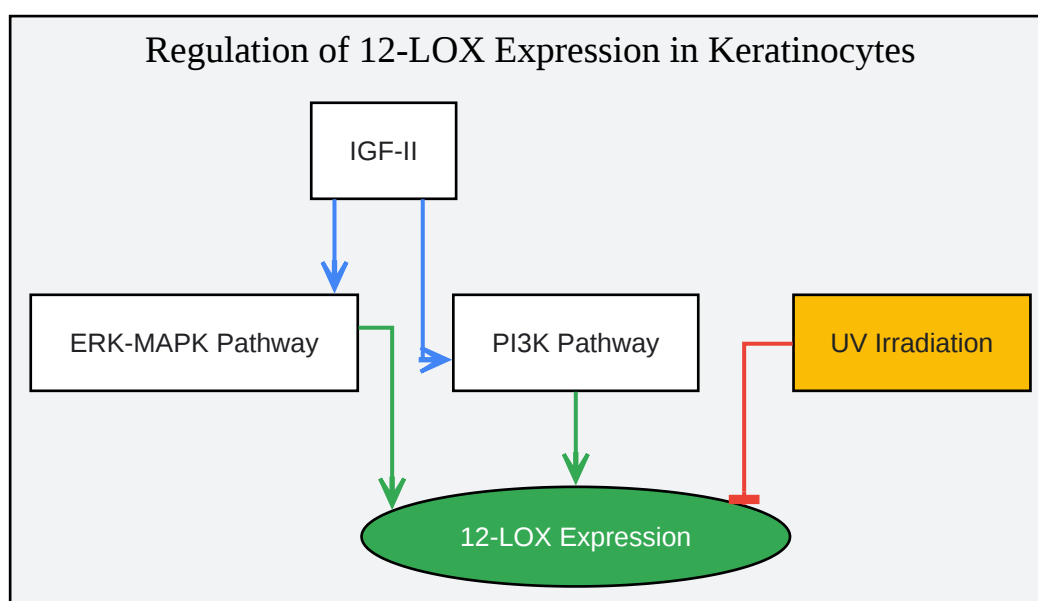 Regulation of 12-LOX Expression in Keratinocytes
IGF-II
ERK-MAPK Pathway
PI3K Pathway
UV Irradiation
12-LOX Expression